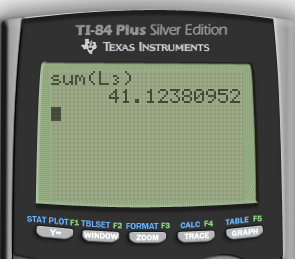 TI-84 Plus Silver Edition
TEXAS INSTRUMENTS
sum(L₃)
41.12380952
STAT PLOT F1 TBLSET F2 FORMAT F3 CALC F4 TABLE F5
Y= WINDOW ZOOM TRACE GRAPH